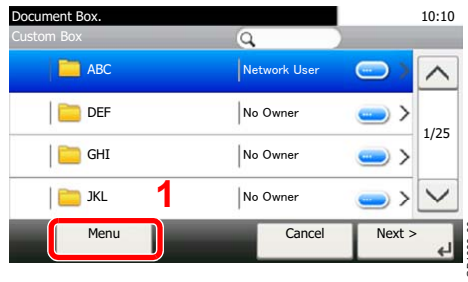 Document Box. 10:10
Custom Box
ABC Network User
DEF No Owner
1/25
GHI No Owner
JKL 1 No Owner
Menu Cancel Next >